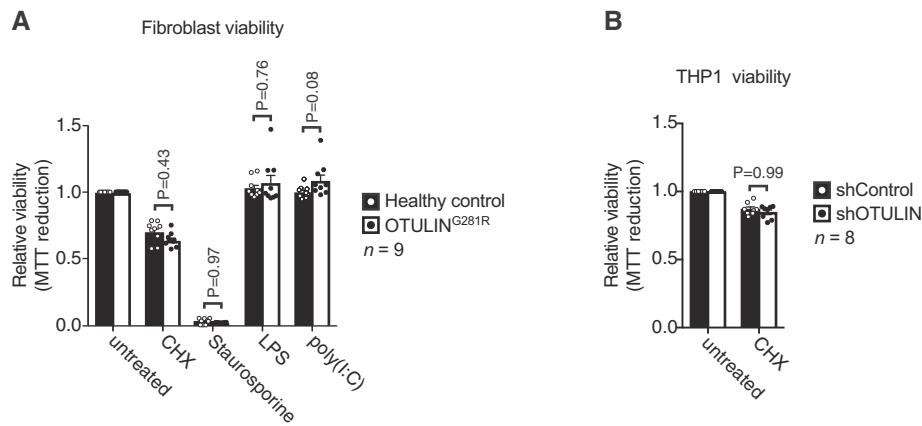 A
Fibroblast viability
Relative viability
(MTT reduction)
1.5
1.0
0.5
0.0
P=0.43
P=0.97
P=0.76
P=0.08
untreated
CHX
Staurosporine
LPS
poly(I:C)
Healthy control
OTULIN^G281R
n = 9
B
THP1 viability
Relative viability
(MTT reduction)
1.5
1.0
0.5
0.0
P=0.99
untreated
CHX
shControl
shOTULIN
n = 8